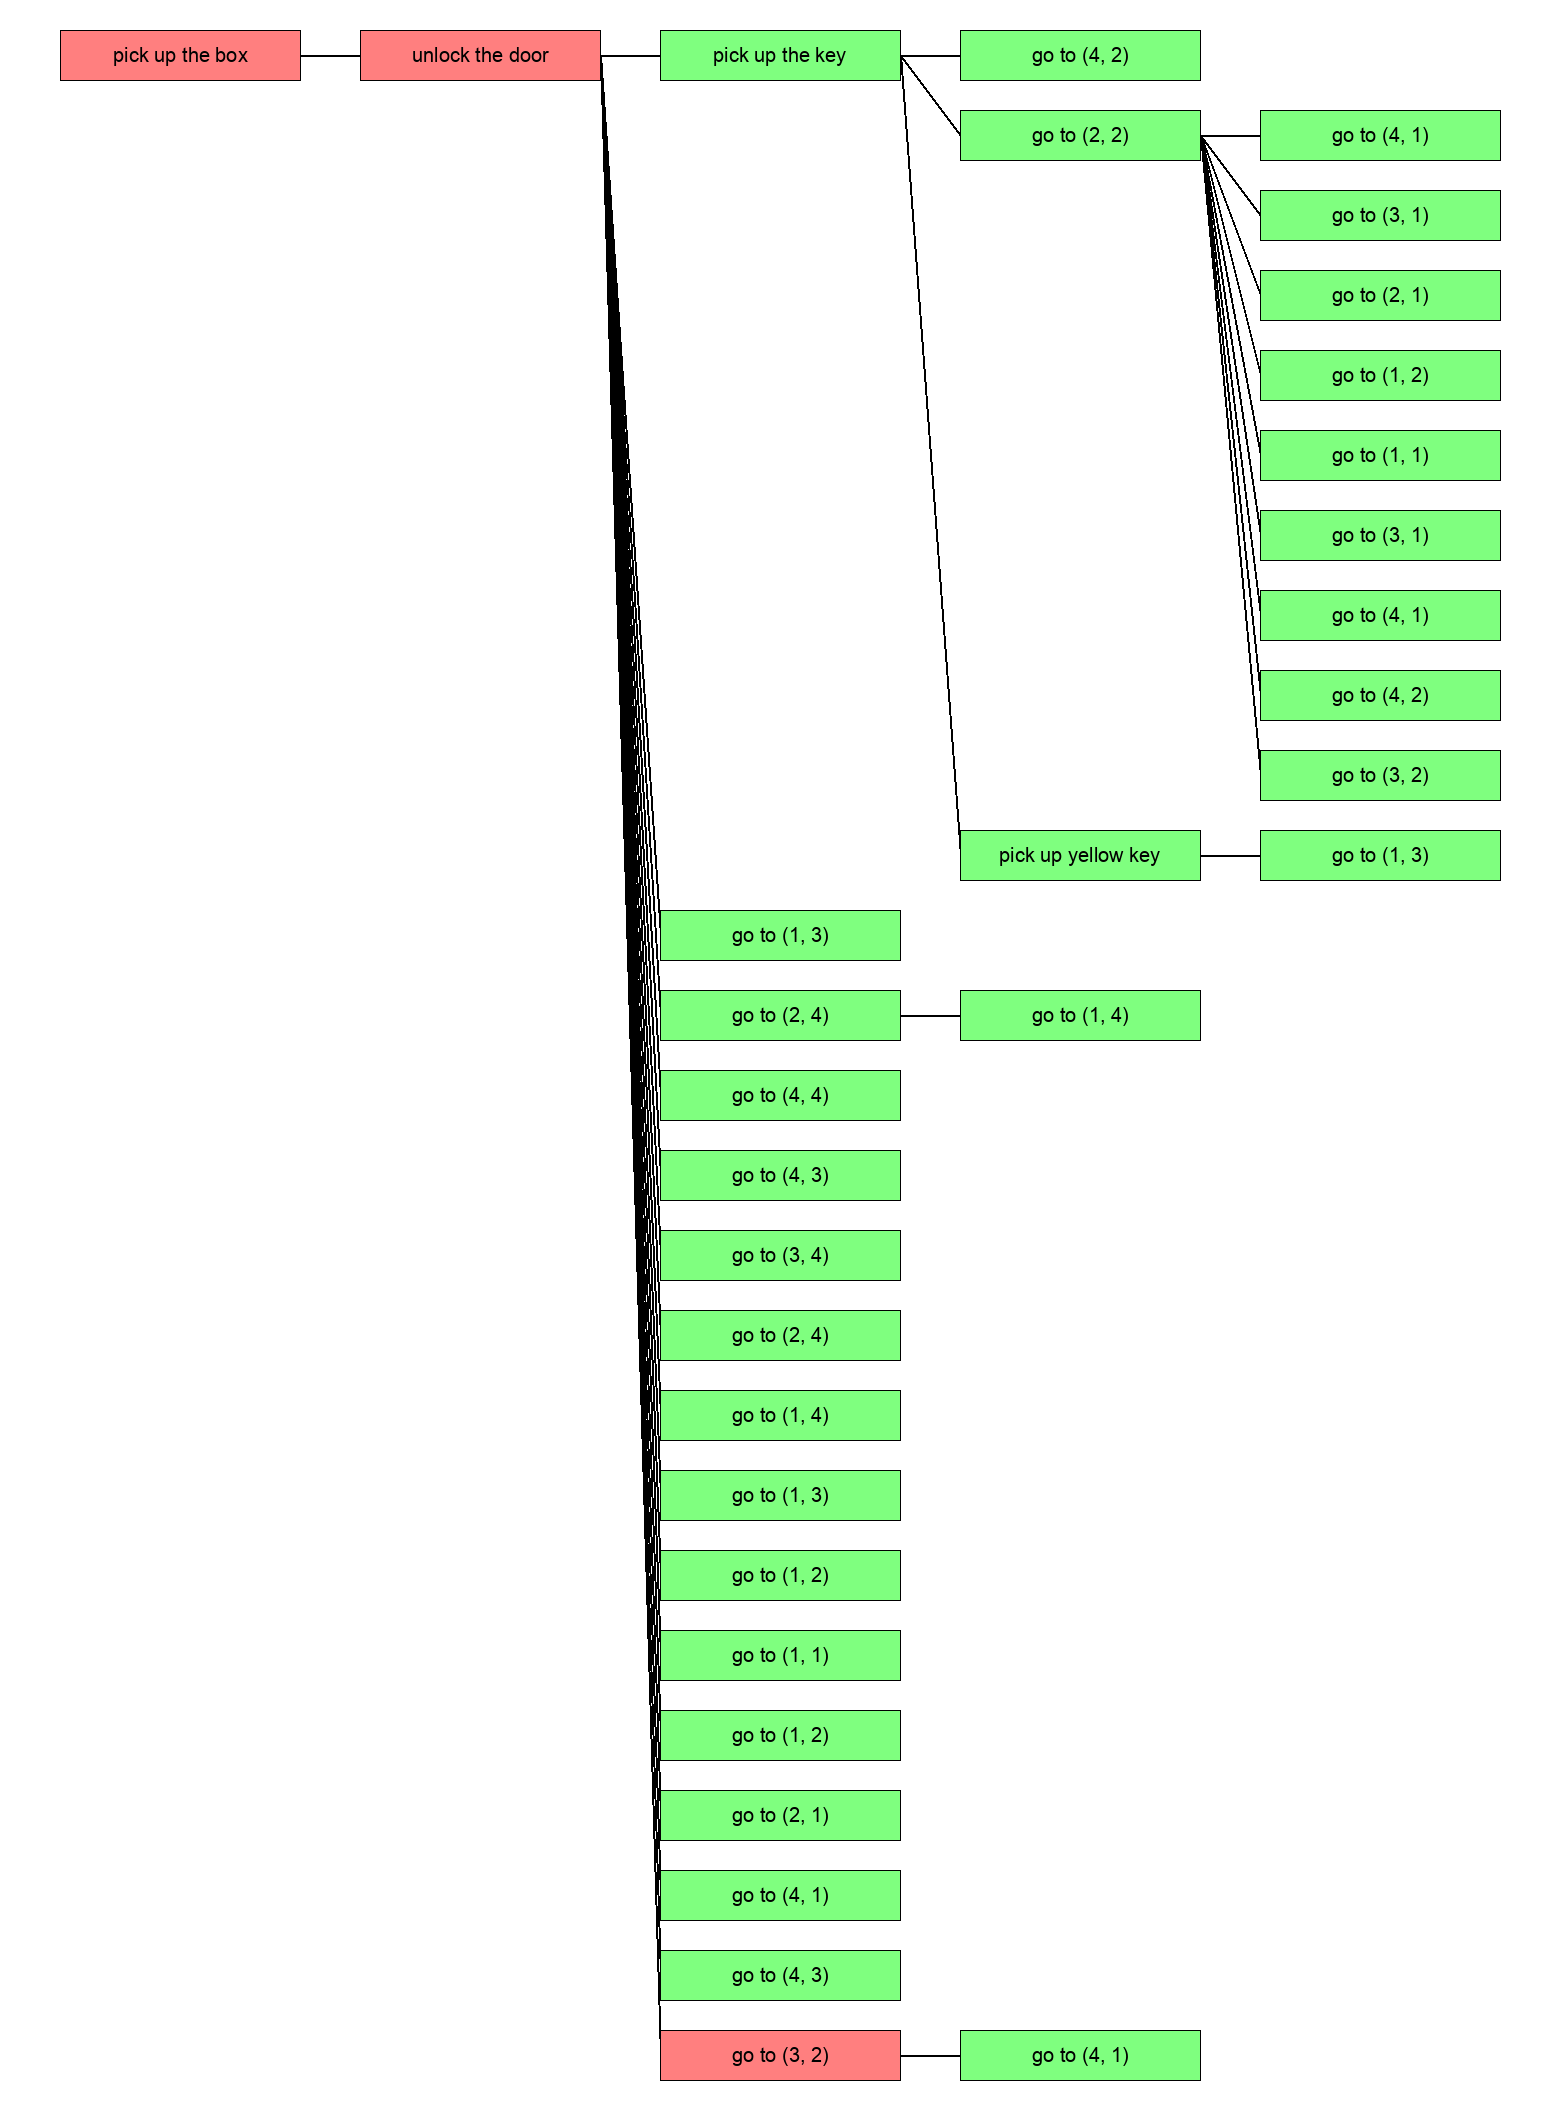 pick up the box
unlock the door
pick up the key
go to (4, 2)
go to (2, 2)
go to (4, 1)
go to (3, 1)
go to (2, 1)
go to (1, 2)
go to (1, 1)
go to (3, 1)
go to (4, 1)
go to (4, 2)
go to (3, 2)
pick up yellow key
go to (1, 3)
go to (1, 3)
go to (2, 4)
go to (1, 4)
go to (4, 4)
go to (4, 3)
go to (3, 4)
go to (2, 4)
go to (1, 4)
go to (1, 3)
go to (1, 2)
go to (1, 1)
go to (1, 2)
go to (2, 1)
go to (4, 1)
go to (4, 3)
go to (3, 2)
go to (4, 1)